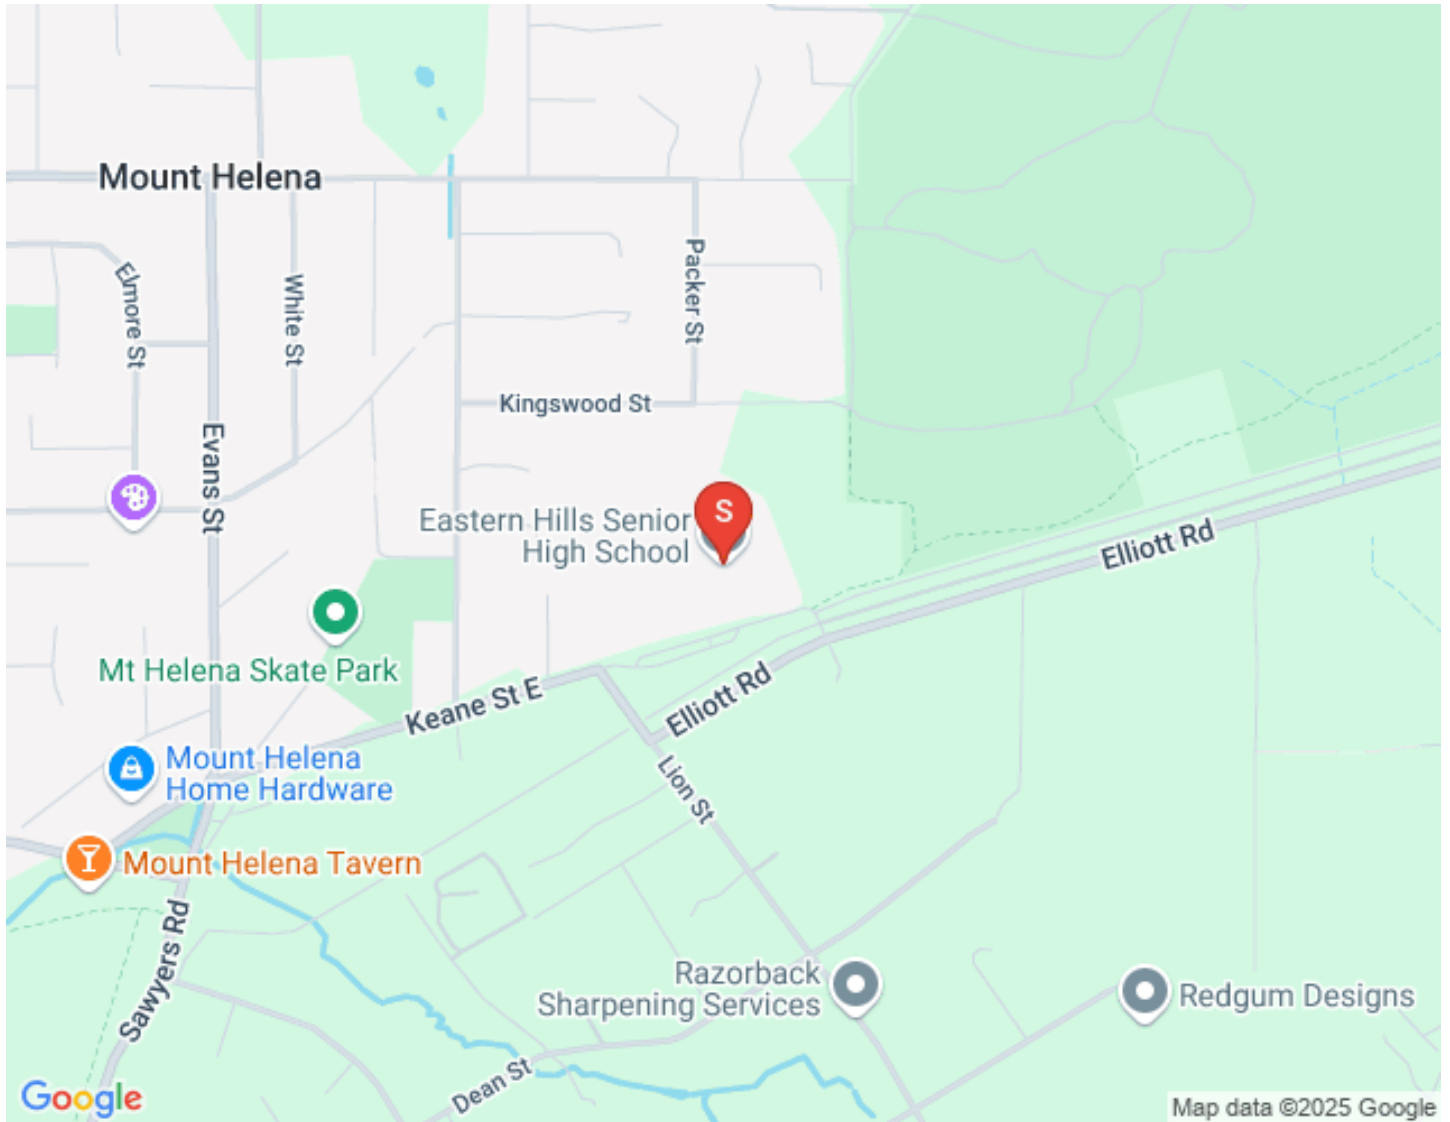 Mount Helena
Elmore St
White St
Packer St
Kingswood St
Evans St
S
Eastern Hills Senior
High School
Elliott Rd
Mt Helena Skate Park
Keane St E
Elliott Rd
Mount Helena
Home Hardware
Lion St
Mount Helena Tavern
Sawyers Rd
Razorback
Sharpening Services
Redgum Designs
Dean St
Google
Map data ©2025 Google